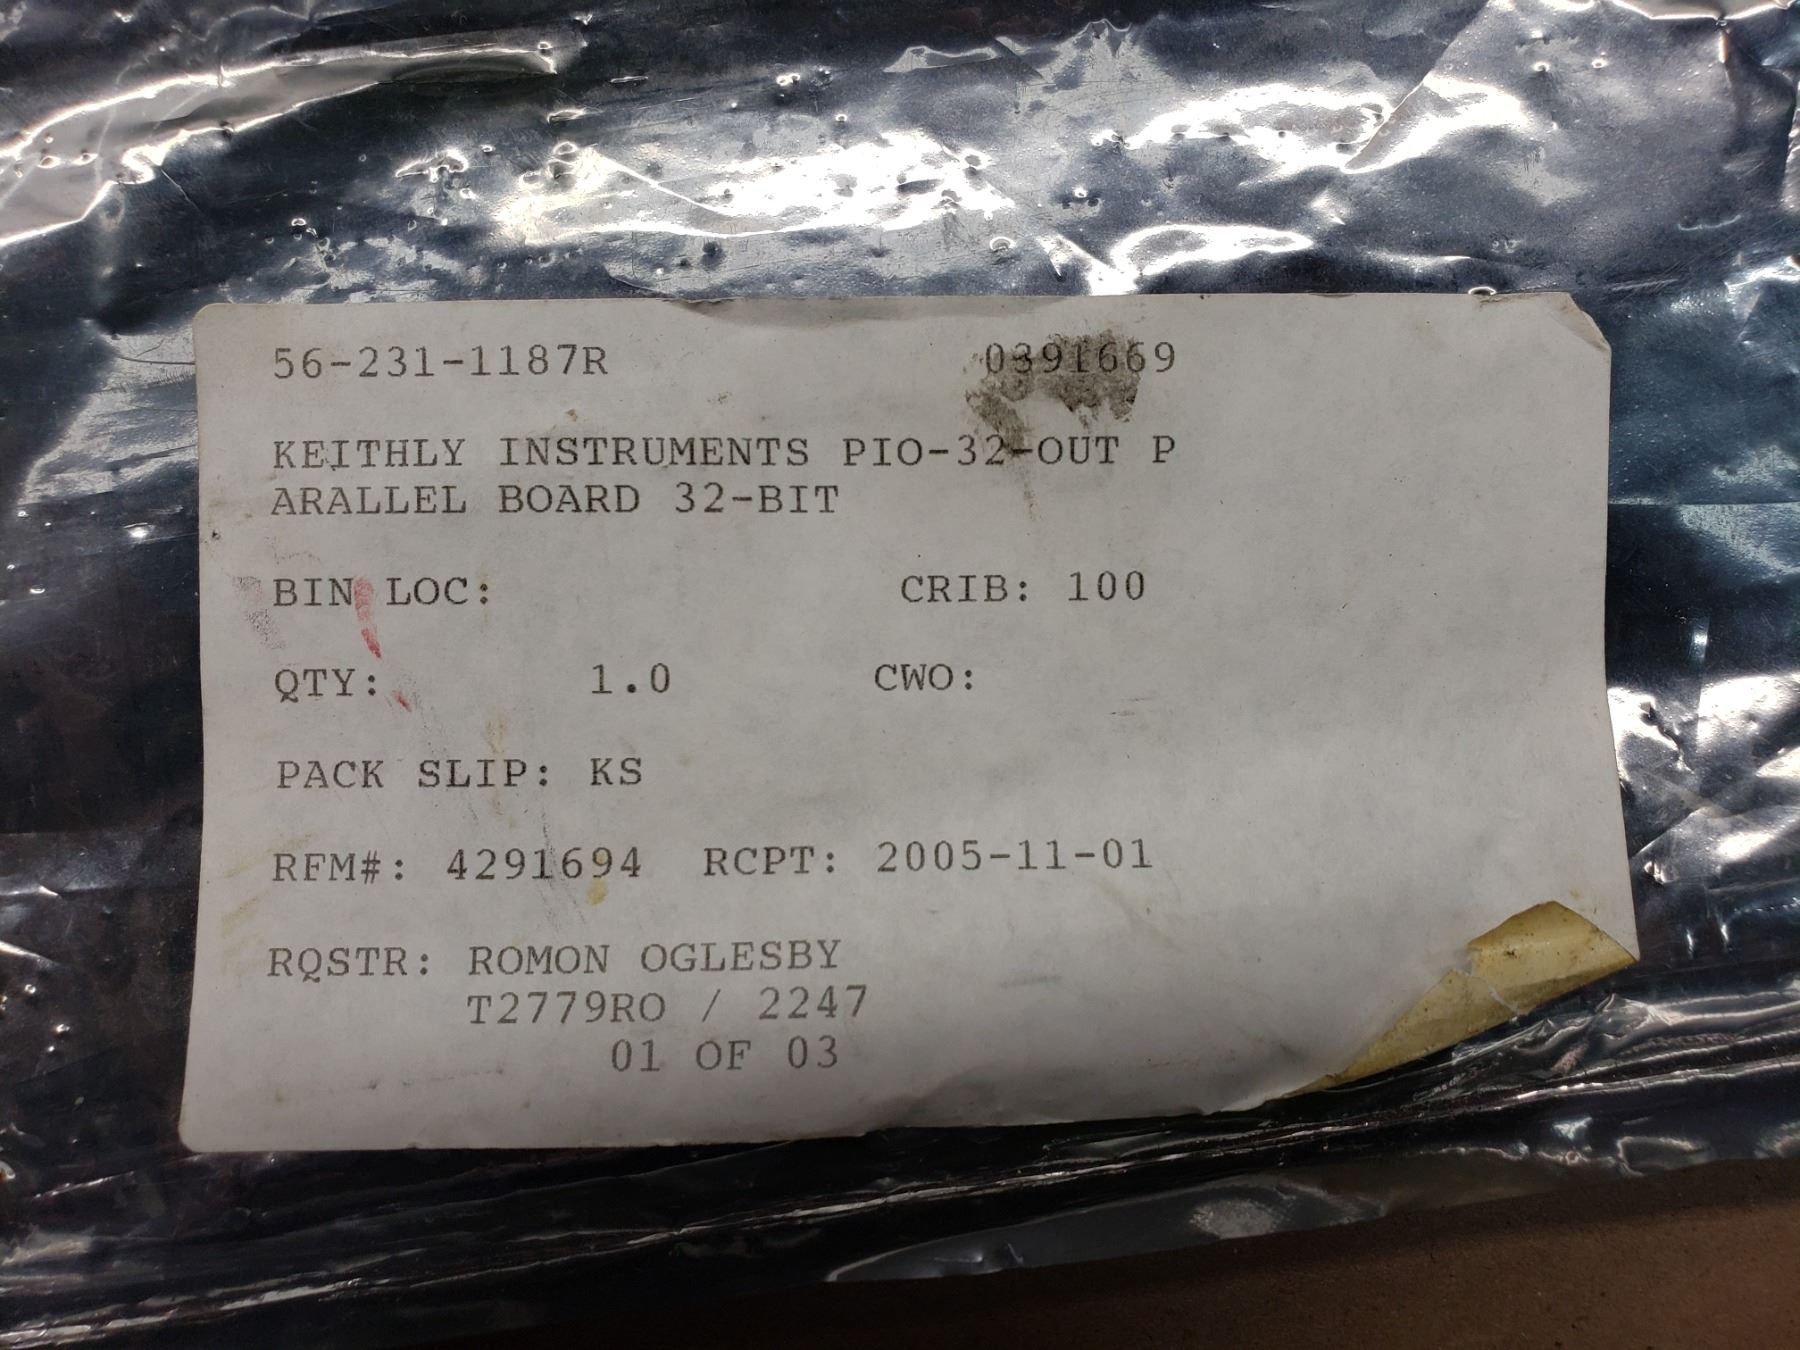 56-231-1187R 0391669
KEITHLY INSTRUMENTS PIO-32-OUT P
ARALLEL BOARD 32-BIT
BIN LOC: CRIB: 100
QTY: 1.0 CWO:
PACK SLIP: KS
RFM#: 4291694 RCPT: 2005-11-01
RQSTR: ROMON OGLESBY
T2779RO / 2247
01 OF 03